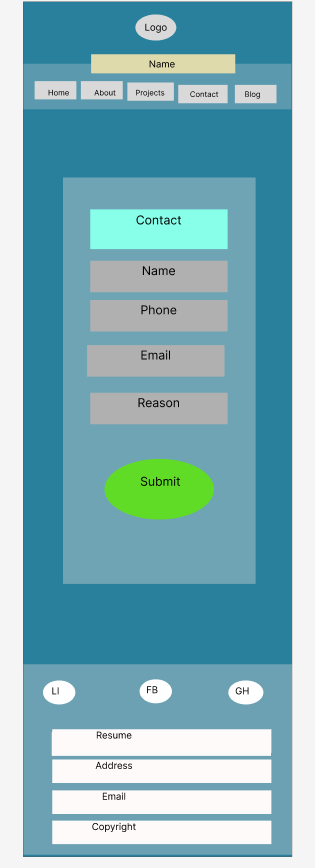 Logo
Name
Home About Projects Contact Blog
Contact
Name
Phone
Email
Reason
Submit
LI FB GH
Resume
Address
Email
Copyright